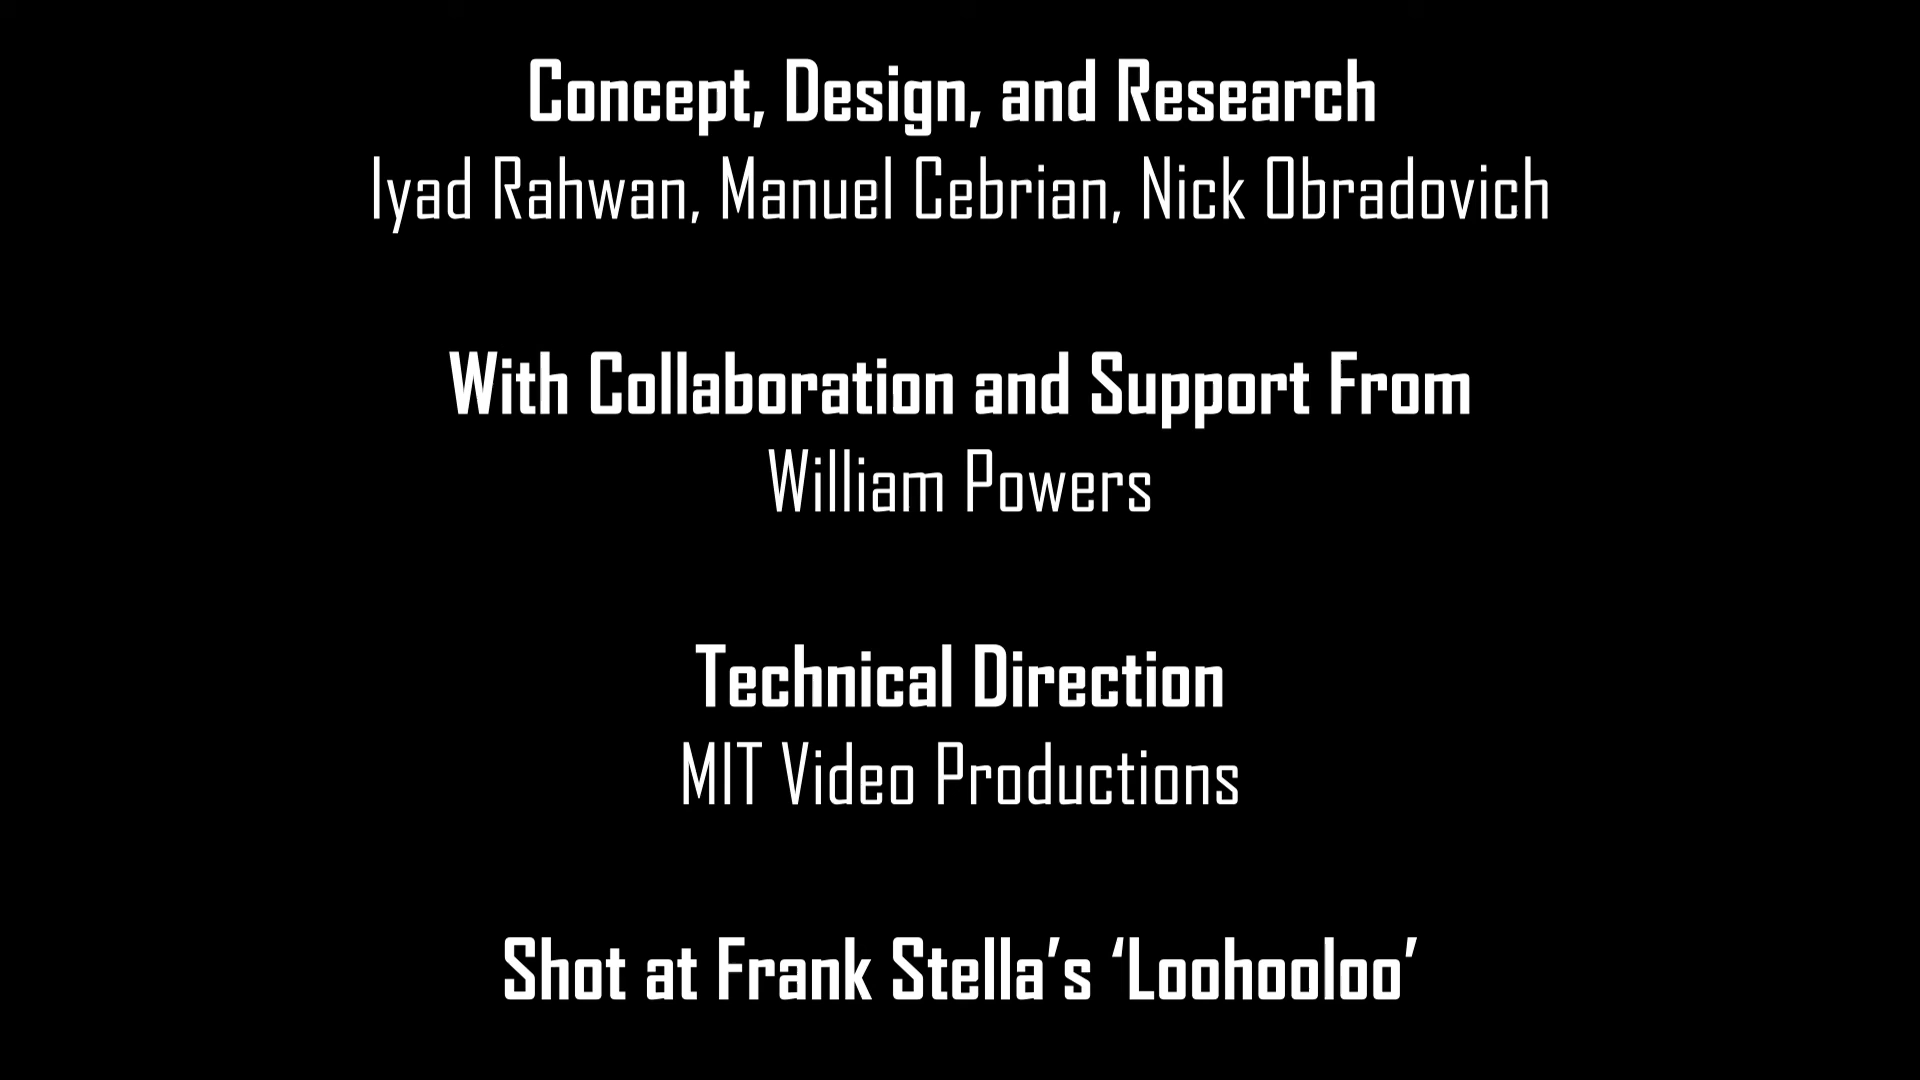 Concept, Design, and Research
Iyad Rahwan, Manuel Cebrian, Nick Obradovich
With Collaboration and Support From
William Powers
Technical Direction
MIT Video Productions
Shot at Frank Stella’s ‘Loohooloo’